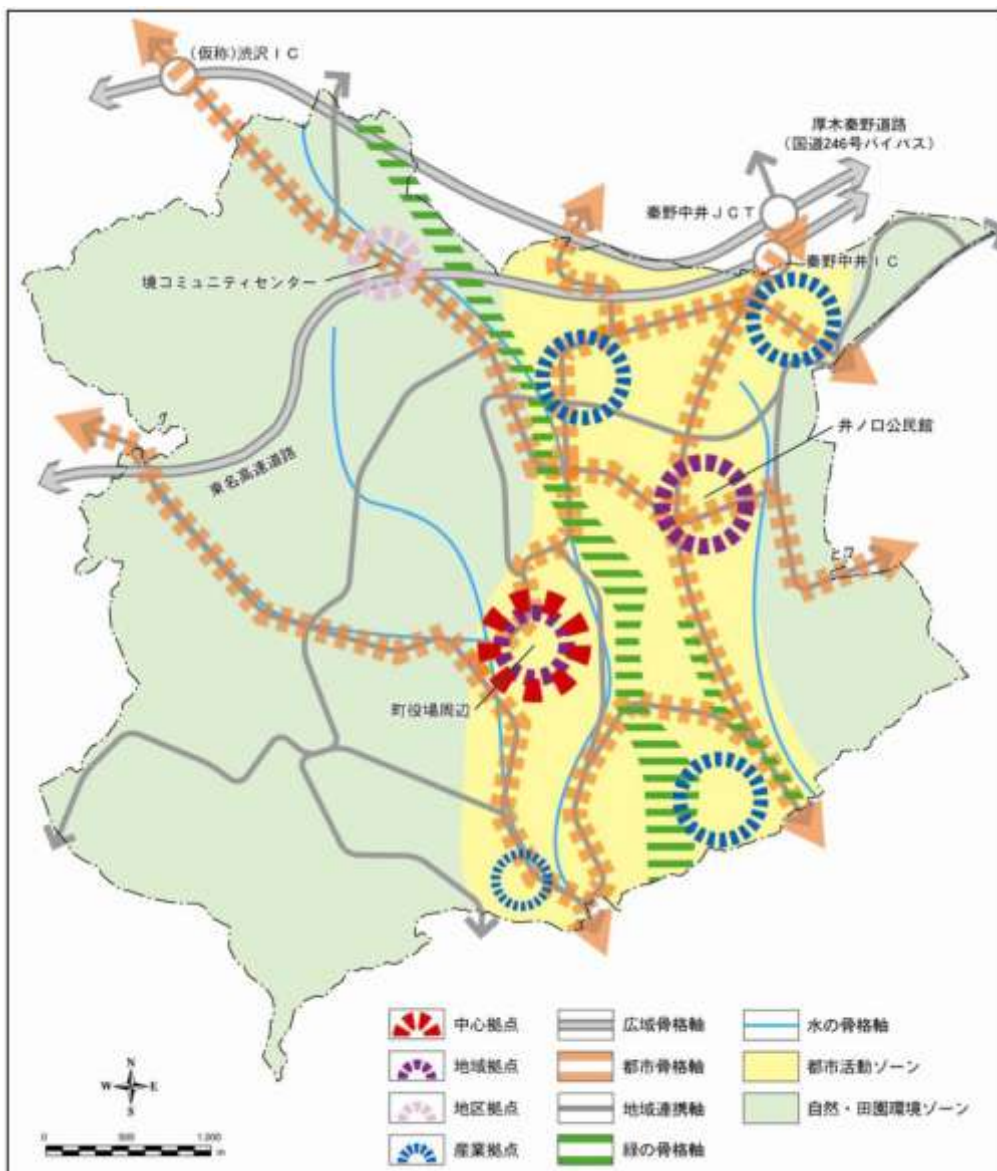 (仮称)渋沢IC
厚木秦野道路
(国道246号バイパス)
秦野中井JCT
秦野中井IC
境コミュニティセンター
井ノ口公民館
東名高速道路
町役場周辺
中心拠点
広域骨格軸
水の骨格軸
地域拠点
都市骨格軸
都市活動ゾーン
地区拠点
地域連携軸
自然・田園環境ゾーン
産業拠点
緑の骨格軸
N
W
E
S
0 500 1,000
m